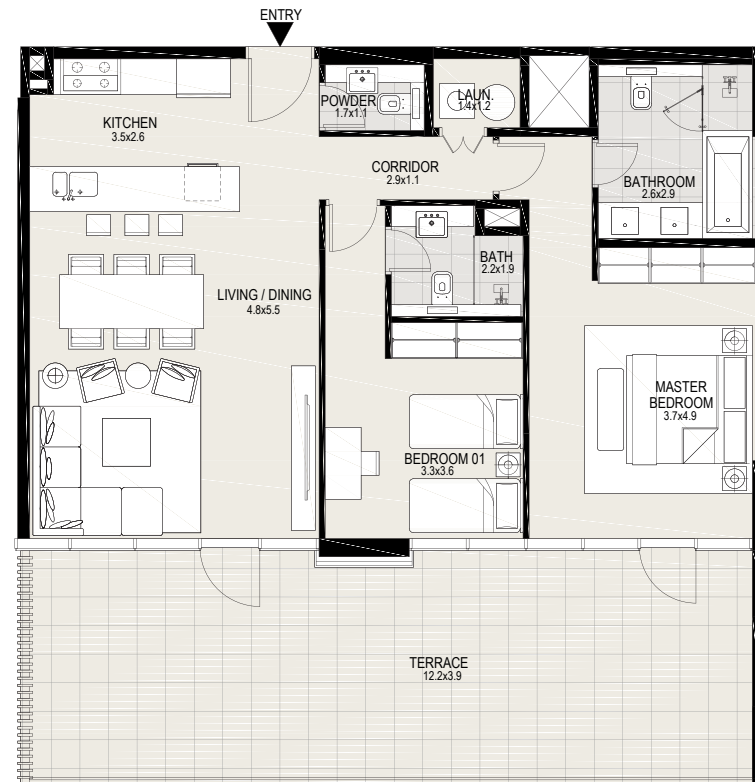 ENTRY
KITCHEN
3.5x2.6
POWDER
1.7x1.1
LAUN.
1.4x1.2
CORRIDOR
2.9x1.1
BATHROOM
2.6x2.9
BATH
2.2x1.9
LIVING / DINING
4.8x5.5
MASTER
BEDROOM
3.7x4.9
BEDROOM 01
3.3x3.6
TERRACE
12.2x3.9